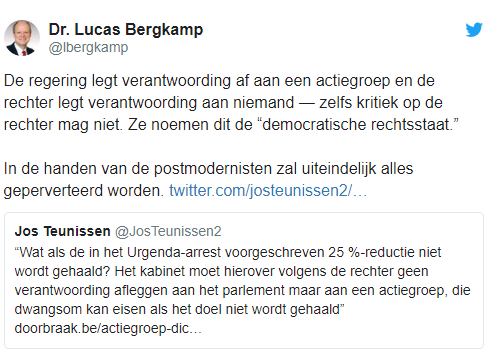 Dr. Lucas Bergkamp
@lbergkamp
De regering legt verantwoording af aan een actiegroep en de
rechter legt verantwoording aan niemand — zelfs kritiek op de
rechter mag niet. Ze noemen dit de “democratische rechtsstaat.”
In de handen van de postmodernisten zal uiteindelijk alles
geperverteerd worden. twitter.com/josteunissen2/…
Jos Teunissen @JosTeunissen2
“Wat als de in het Urgenda-arrest voorgeschreven 25 %-reductie niet
wordt gehaald? Het kabinet moet hierover volgens de rechter geen
verantwoording afleggen aan het parlement maar aan een actiegroep, die
dwangsom kan eisen als het doel niet wordt gehaald”
doorbraak.be/actiegroep-dic…